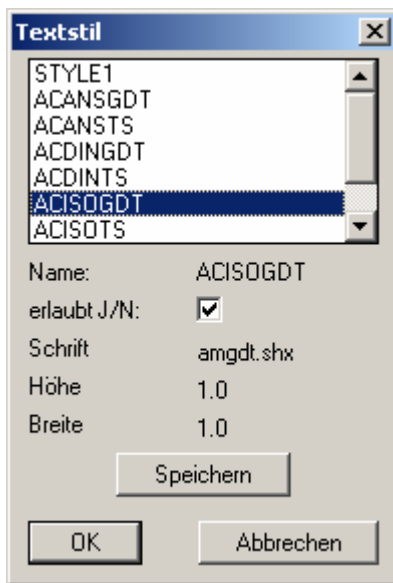 Textstil
STYLE1
ACANSGDT
ACANSTS
ACDINGDT
ACDINTS
ACISOGDT
ACISOTS
Name: ACISOGDT
erlaubt J/N:
Schrift amgdt.shx
Höhe 1.0
Breite 1.0
Speichern
OK Abbrechen